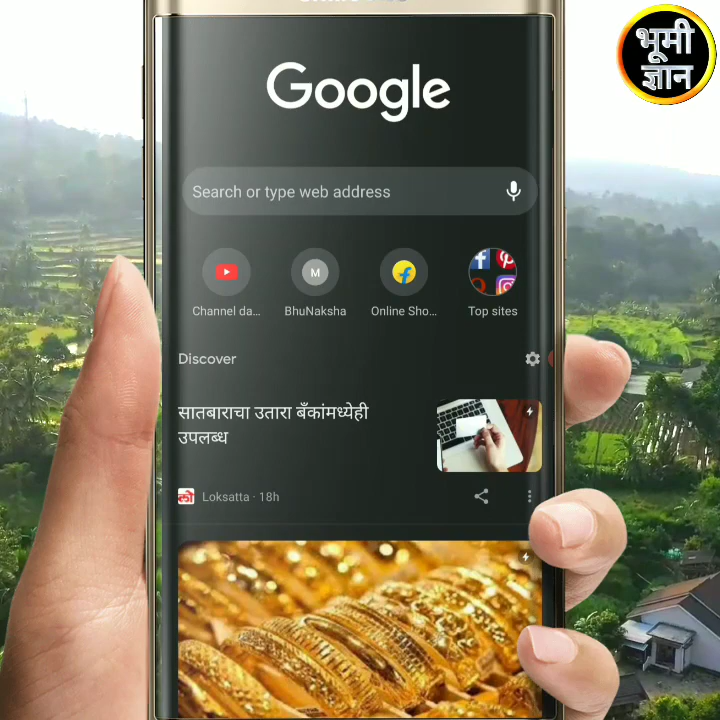 भूमी
ज्ञान
Google
Search or type web address
Channel da...
M
BhuNaksha
Online Sho...
Top sites
Discover
सातबाराचा उतारा बँकांमध्येही
उपलब्ध
लो
Loksatta · 18h